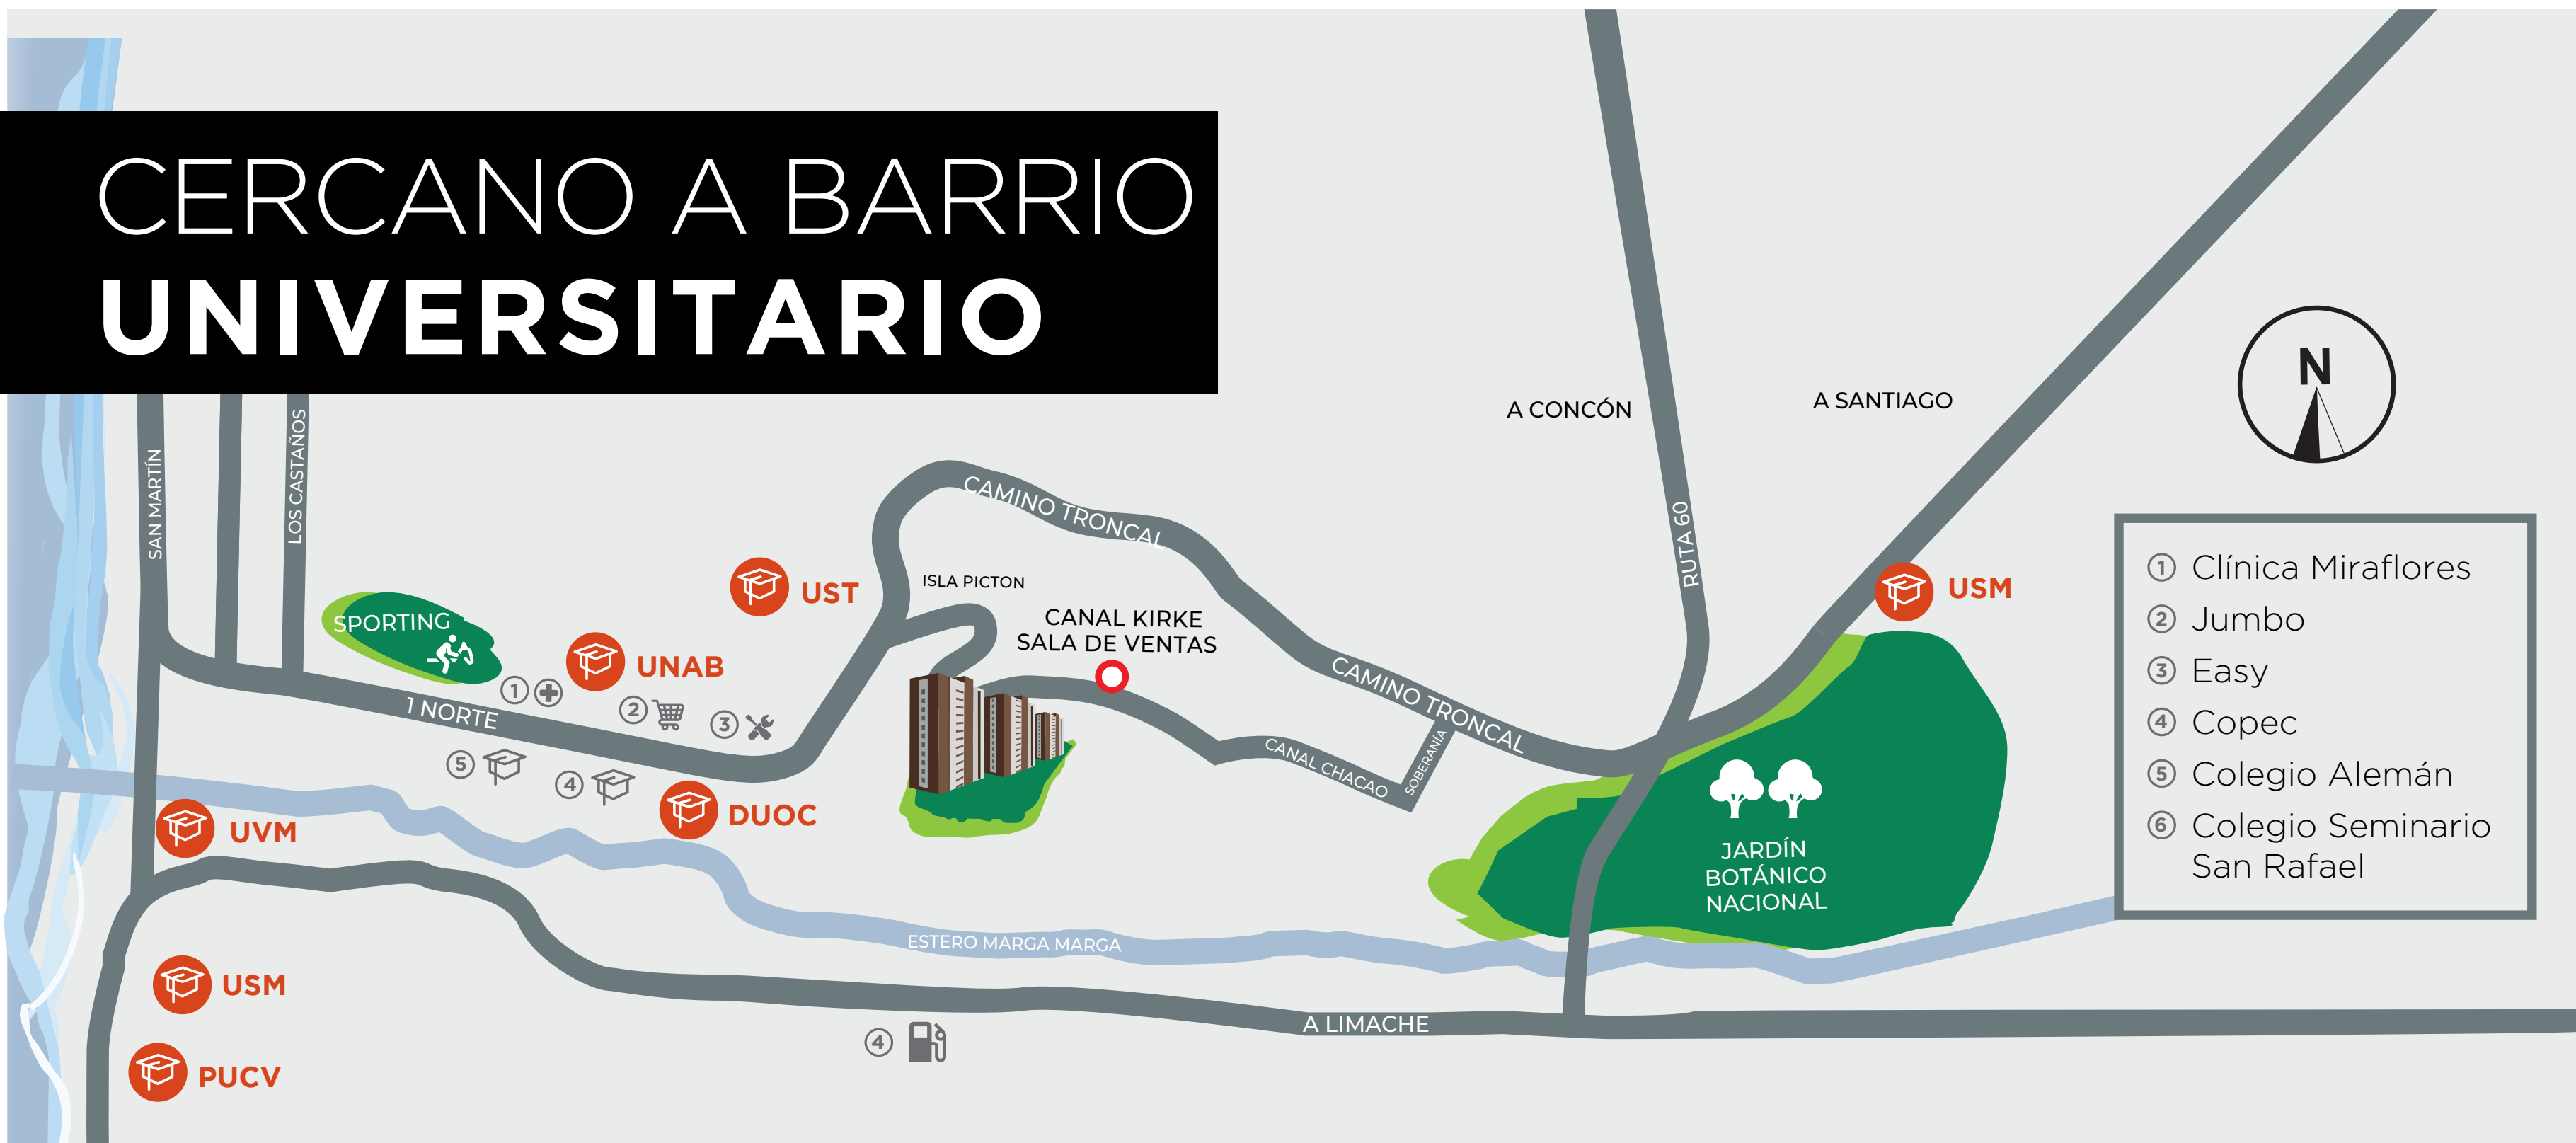 CERCANO A BARRIO
UNIVERSITARIO
A CONCÓN
A SANTIAGO
N
SAN MARTÍN
LOS CASTAÑOS
CAMINO TRONCAL
RUTA 60
ISLA PICTON
UST
USM
CANAL KIRKE
SALA DE VENTAS
SPORTING
UNAB
CAMINO TRONCAL
1 NORTE
1
2
3
5
4
CANAL CHACAO
SOBERANÍA
DUOC
UVM
JARDÍN
BOTÁNICO
NACIONAL
ESTERO MARGA MARGA
USM
A LIMACHE
4
PUCV
1 Clínica Miraflores
2 Jumbo
3 Easy
4 Copec
5 Colegio Alemán
6 Colegio Seminario
San Rafael